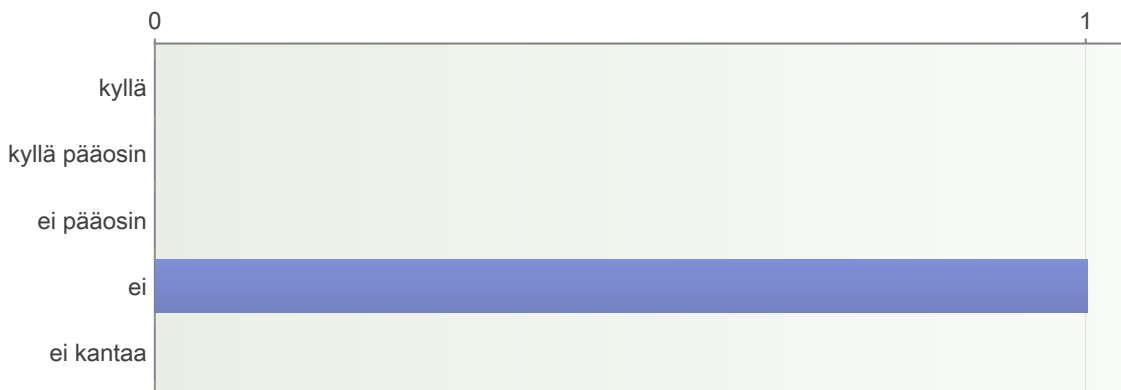 0 1
kyllä
kyllä pääosin
ei pääosin
ei
ei kantaa